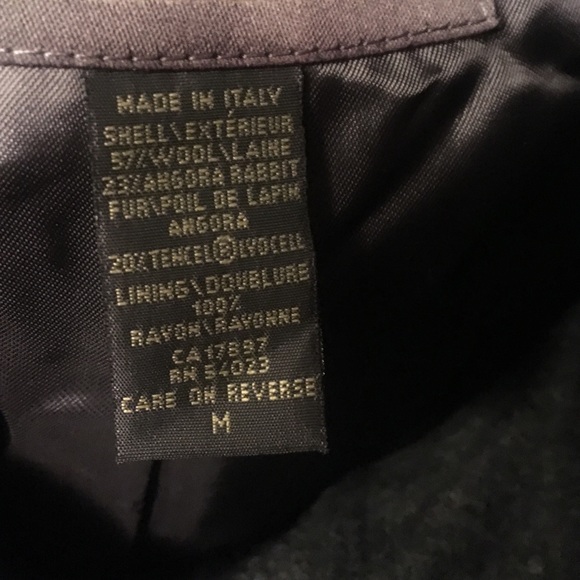 MADE IN ITALY
SHELL\EXTÉRIEUR
57%WOOL\LAINE
23%ANGORA RABBIT
FUR\POIL DE LAPIN
ANGORA
20%TENCEL®LYOCELL
LINING\DOUBLURE
100%
RAYON\RAYONNE
CA17897
RN 54023
CARE ON REVERSE
M